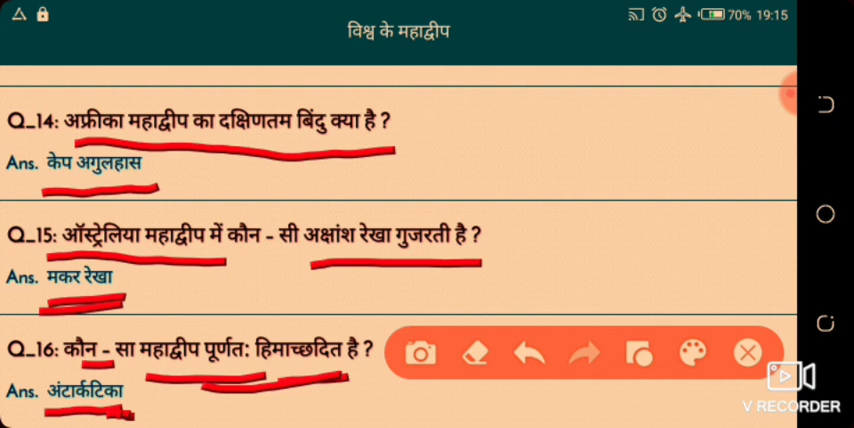 70% 19:15
विश्व के महाद्वीप
Q_14: अफ्रीका महाद्वीप का दक्षिणतम बिंदु क्या है ?
Ans. केप अगुलहास
Q_15: ऑस्ट्रेलिया महाद्वीप में कौन - सी अक्षांश रेखा गुजरती है ?
Ans. मकर रेखा
Q_16: कौन - सा महाद्वीप पूर्णत: हिमाच्छदित है ?
Ans. अंटार्कटिका
V RECORDER